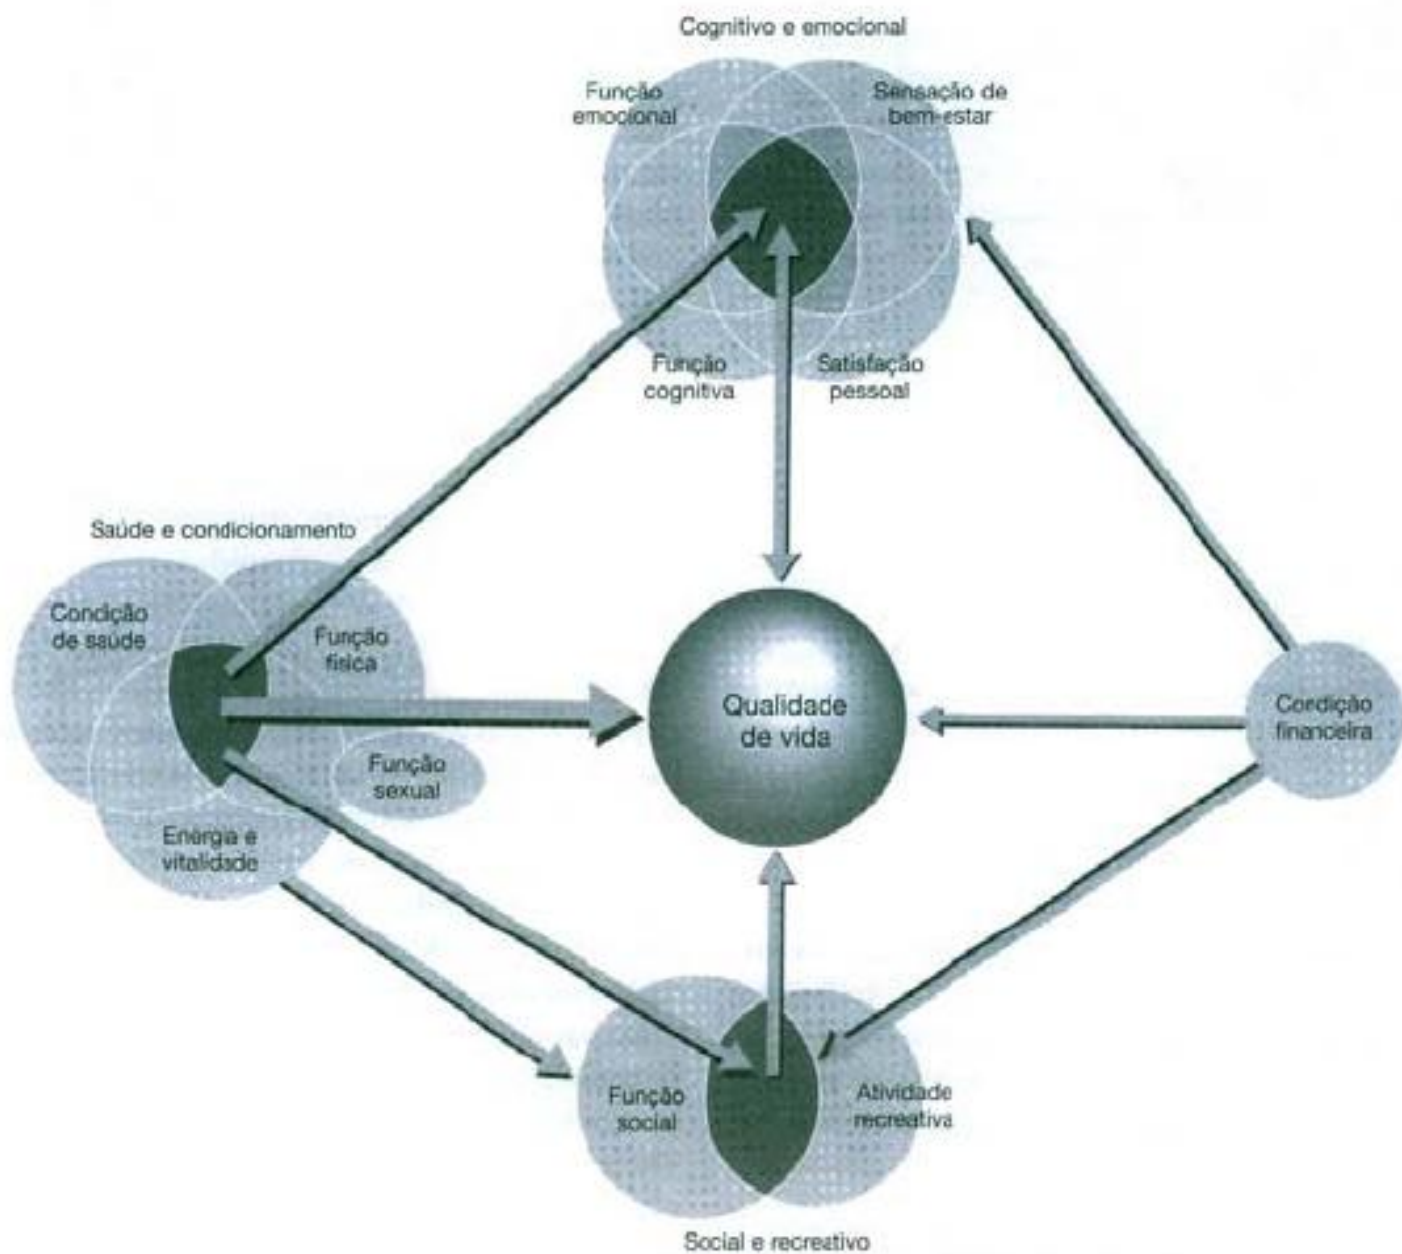 Cognitivo e emocional
Função
emocional
Sensação de
bem-estar
Função
cognitiva
Satisfação
pessoal
Saúde e condicionamento
Condição
de saúde
Função
física
Qualidade
de vida
Condição
financeira
Função
sexual
Energia e
vitalidade
Função
social
Atividade
recreativa
Social e recreativo